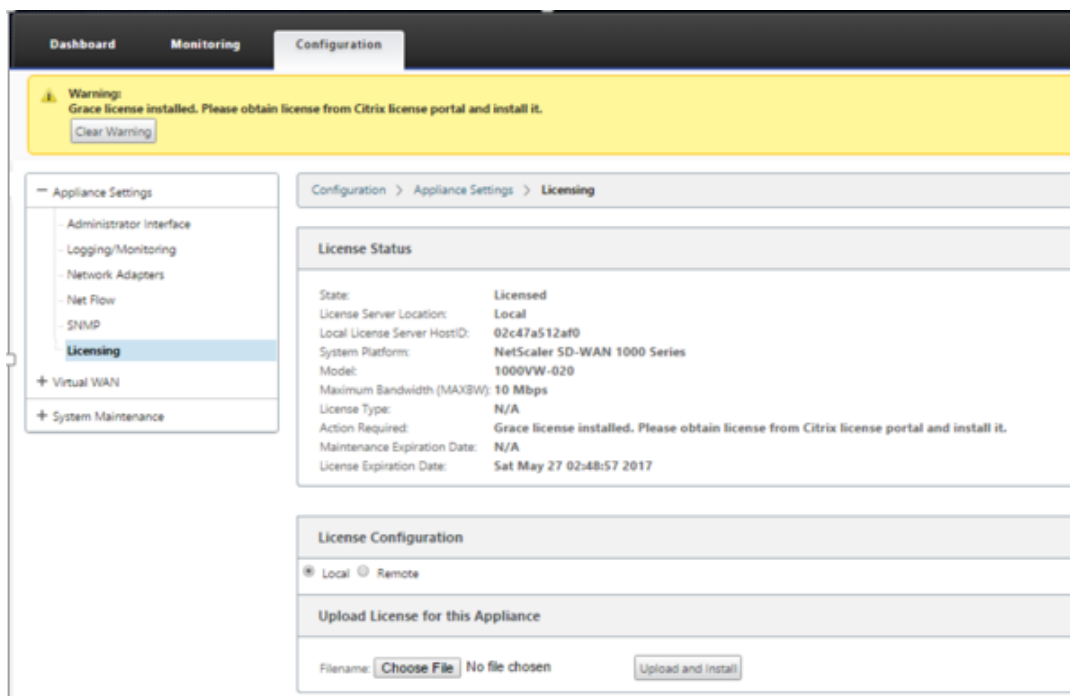 Dashboard Monitoring Configuration
Warning:
Grace license installed. Please obtain license from Citrix license portal and install it.
Clear Warning
Appliance Settings
Administrator Interface
Logging/Monitoring
Network Adapters
Net Flow
SNMP
Licensing
Virtual WAN
System Maintenance
Configuration > Appliance Settings > Licensing
License Status
State: Licensed
License Server Location: Local
Local License Server HostID: 02c47a512af0
System Platform: NetScaler SD-WAN 1000 Series
Model: 1000VW-020
Maximum Bandwidth (MAXBW): 10 Mbps
License Type: N/A
Action Required: Grace license installed. Please obtain license from Citrix license portal and install it.
Maintenance Expiration Date: N/A
License Expiration Date: Sat May 27 02:48:57 2017
License Configuration
Local Remote
Upload License for this Appliance
Filename: Choose File No file chosen Upload and Install